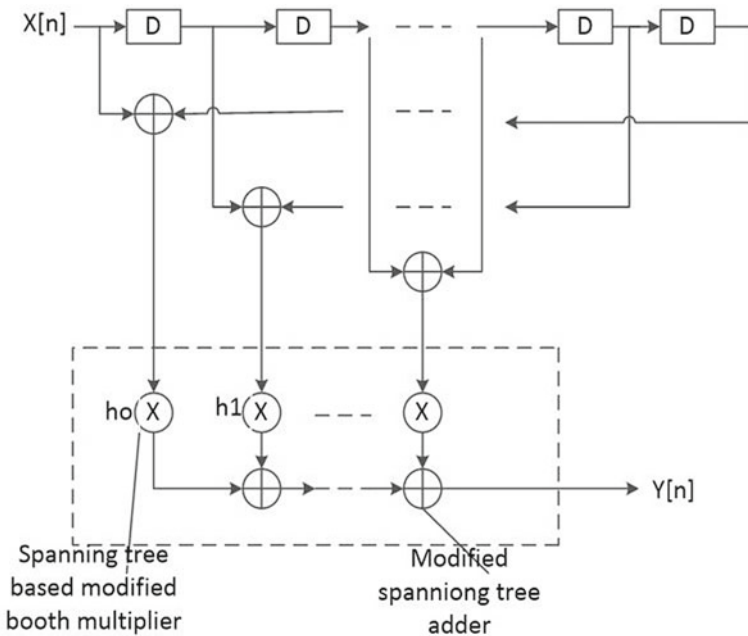 X[n]
D
D
D
D
ho
X
h1
X
X
Y[n]
Spanning tree
based modified
booth multiplier
Modified
spanniong tree
adder